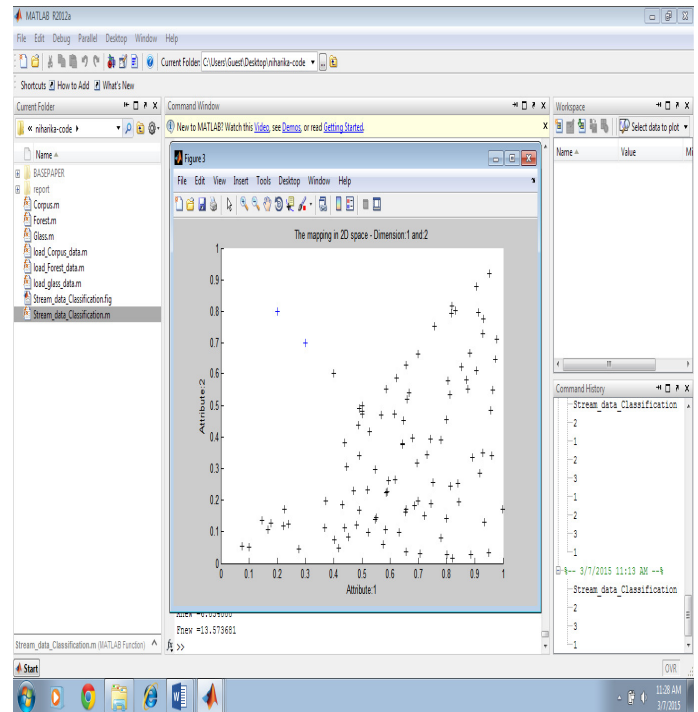 MATLAB R2012a
File Edit Debug Parallel Desktop Window Help
Current Folder: C:\Users\Guest\Desktop\niharika-code
Shortcuts How to Add What's New
Current Folder
« niharika-code
Name
BASEPAPER
report
Corpus.m
Forest.m
Glass.m
load_Corpus_data.m
load_Forest_data.m
load_glass_data.m
Stream_data_Classification.fig
Stream_data_Classification.m
Stream_data_Classification.m (MATLAB Function)
Command Window
New to MATLAB? Watch this Video, see Demos, or read Getting Started.
Figure 3
File Edit View Insert Tools Desktop Window Help
The mapping in 2D space - Dimension:1 and:2
1
0.9
0.8
0.7
0.6
0.5
0.4
0.3
0.2
0.1
0
Attribute:2
0 0.1 0.2 0.3 0.4 0.5 0.6 0.7 0.8 0.9 1
Attribute:1
Fnew =13.573681
fx >>
Workspace
Select data to plot
Name Value Mi
Command History
Stream_data_Classification
2
1
2
3
1
2
3
1
%-- 3/7/2015 11:13 AM --%
Stream_data_Classification
2
3
1
Start
OVR
11:28 AM
3/7/2015